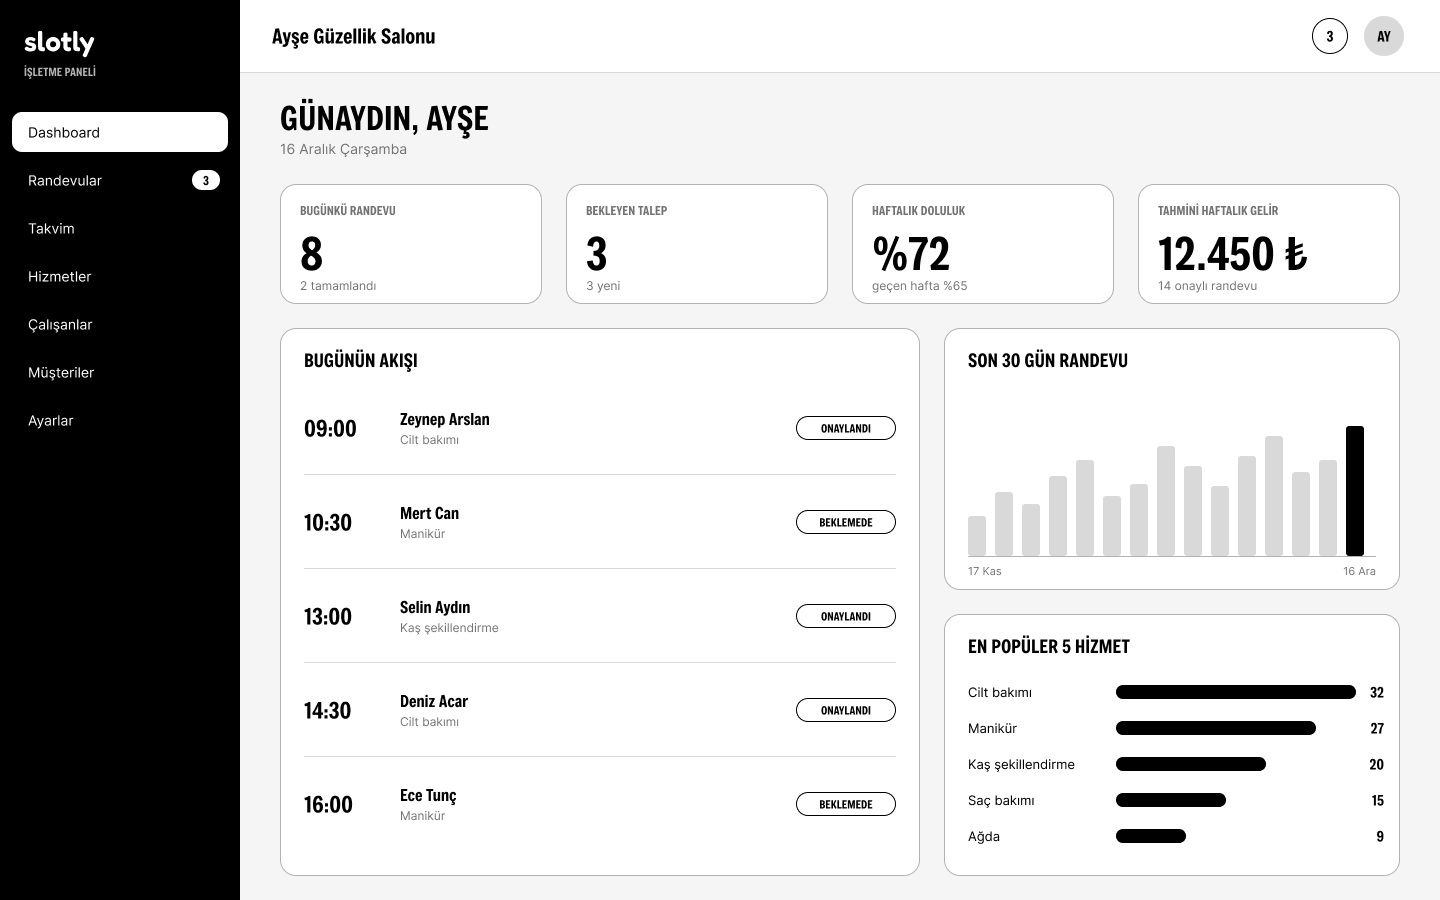 slotly
İŞLETME PANELİ
Dashboard
Randevular 3
Takvim
Hizmetler
Çalışanlar
Müşteriler
Ayarlar
Ayşe Güzellik Salonu
3
AY
GÜNAYDIN, AYŞE
16 Aralık Çarşamba
BUGÜNKÜ RANDEVU
8
2 tamamlandı
BEKLEYEN TALEP
3
3 yeni
HAFTALIK DOLULUK
%72
geçen hafta %65
TAHMİNİ HAFTALIK GELİR
12.450 ₺
14 onaylı randevu
BUGÜNÜN AKIŞI
09:00
Zeynep Arslan
Cilt bakımı
ONAYLANDI
10:30
Mert Can
Manikür
BEKLEMEDE
13:00
Selin Aydın
Kaş şekillendirme
ONAYLANDI
14:30
Deniz Acar
Cilt bakımı
ONAYLANDI
16:00
Ece Tunç
Manikür
BEKLEMEDE
SON 30 GÜN RANDEVU
17 Kas
16 Ara
EN POPÜLER 5 HİZMET
Cilt bakımı 32
Manikür 27
Kaş şekillendirme 20
Saç bakımı 15
Ağda 9